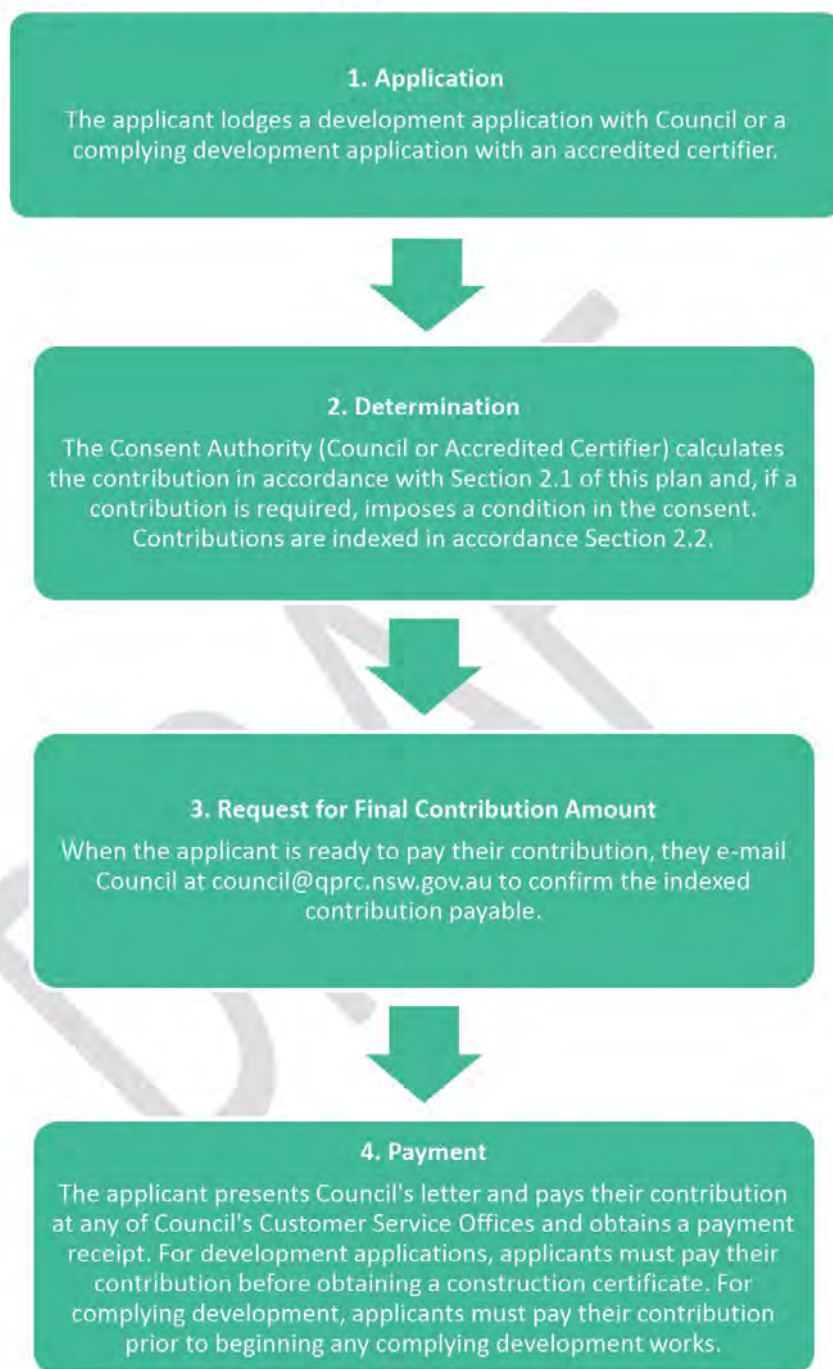 1. Application
The applicant lodges a development application with Council or a
complying development application with an accredited certifier.
2. Determination
The Consent Authority (Council or Accredited Certifier) calculates
the contribution in accordance with Section 2.1 of this plan and, if a
contribution is required, imposes a condition in the consent.
Contributions are indexed in accordance Section 2.2.
3. Request for Final Contribution Amount
When the applicant is ready to pay their contribution, they e-mail
Council at council@qprc.nsw.gov.au to confirm the indexed
contribution payable.
4. Payment
The applicant presents Council's letter and pays their contribution
at any of Council's Customer Service Offices and obtains a payment
receipt. For development applications, applicants must pay their
contribution before obtaining a construction certificate. For
complying development, applicants must pay their contribution
prior to beginning any complying development works.